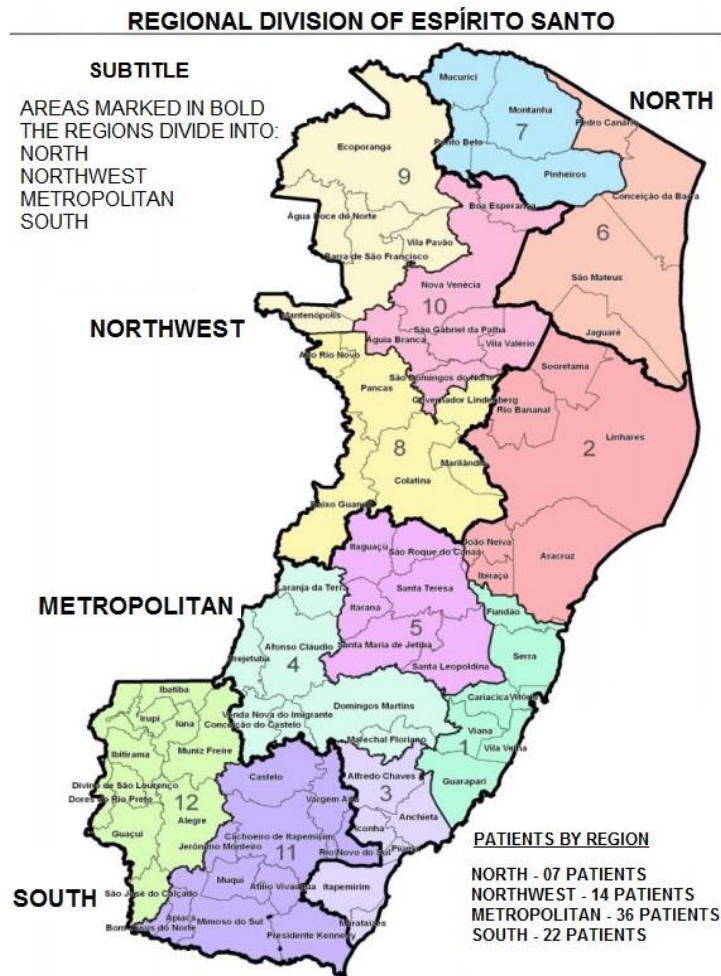 REGIONAL DIVISION OF ESPÍRITO SANTO
SUBTITLE
AREAS MARKED IN BOLD
THE REGIONS DIVIDE INTO:
NORTH
NORTHWEST
METROPOLITAN
SOUTH
NORTH
Mucurici
Montanha
7
Pedro Canário
Ponto Belo
Pinheiros
Ecoporanga
9
Conceição da Barra
Boa Esperança
Água Doce do Norte
6
Vila Pavão
Barra de São Francisco
São Mateus
Nova Venécia
10
NORTHWEST
Mantenópolis
São Gabriel da Palha
Jaguaré
Águia Branca
Vila Valério
Alto Rio Novo
Sooretama
Pancas
São Domingos do Norte
Governador Lindenberg
Rio Bananal
Linhares
2
8
Marilândia
Colatina
Baixo Guandu
João Neiva
Itaguaçú
São Roque do Canaã
Aracruz
Ibiraçú
Laranja da Terra
Santa Teresa
METROPOLITAN
Itarana
Fundão
5
Afonso Cláudio
Santa Maria de Jetibá
Serra
Brejetuba
4
Santa Leopoldina
Ibatiba
Cariacica
Vitória
Domingos Martins
Irupi
Iúna
Venda Nova do Imigrante
Conceição do Castelo
Viana
Marechal Floriano
1
Vila Velha
Ibitirama
Muniz Freire
Castelo
Alfredo Chaves
Guarapari
Divino de São Lourenço
Dores do Rio Preto
12
3
Vargem Alta
Alegre
Anchieta
Guaçuí
Cachoeiro de Itapemirim
Iconha
Jerônimo Monteiro
11
Rio Novo do Sul
Piúma
PATIENTS BY REGION
NORTH - 07 PATIENTS
NORTHWEST - 14 PATIENTS
METROPOLITAN - 36 PATIENTS
SOUTH - 22 PATIENTS
SOUTH
São José do Calçado
Muqui
Atílio Vivacqua
Itapemirim
Apiacá
Mimoso do Sul
Marataízes
Bom Jesus do Norte
Presidente Kennedy